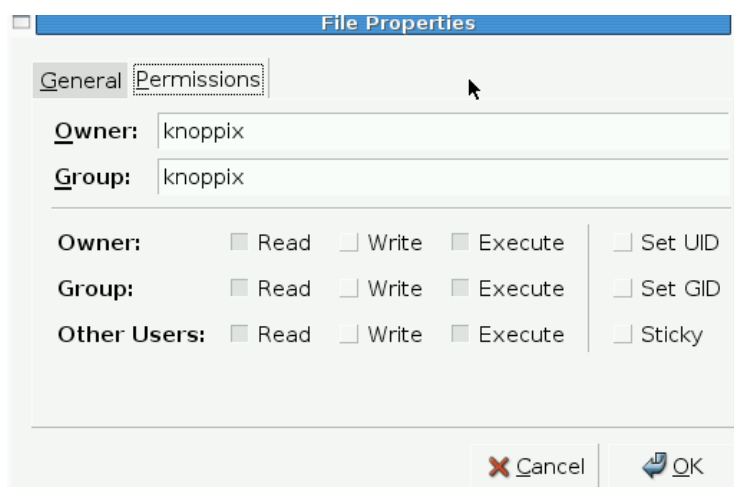 File Properties
General Permissions
Owner: knoppix
Group: knoppix
Owner: Read Write Execute Set UID
Group: Read Write Execute Set GID
Other Users: Read Write Execute Sticky
Cancel OK